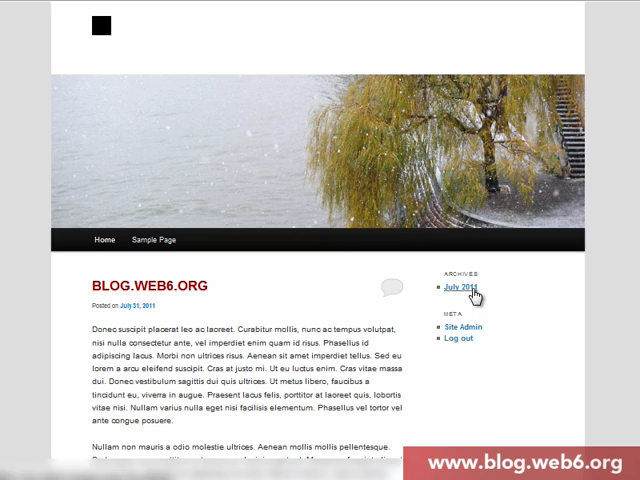 Home Sample Page
BLOG.WEB6.ORG
Posted on July 31, 2011
Donec suscipit placerat leo ac laoreet. Curabitur mollis, nunc ac tempus volutpat,
nisi nulla consectetur ante, vel imperdiet enim quam id risus. Phasellus id
adipiscing lacus. Morbi non ultrices risus. Aenean sit amet imperdiet tellus. Sed eu
lorem a arcu eleifend suscipit. Cras at justo mi. Ut eu luctus enim. Cras vitae massa
dui. Donec vestibulum sagittis dui quis ultrices. Ut metus libero, faucibus a
tincidunt eu, viverra in augue. Praesent lacus felis, porttitor at laoreet quis, lobortis
vitae nisi. Nullam varius nulla eget nisi facilisis elementum. Phasellus vel tortor vel
ante congue posuere.
Nullam non mauris a odio molestie ultrices. Aenean mollis mollis pellentesque.
ARCHIVES
July 2011
META
Site Admin
Log out
www.blog.web6.org